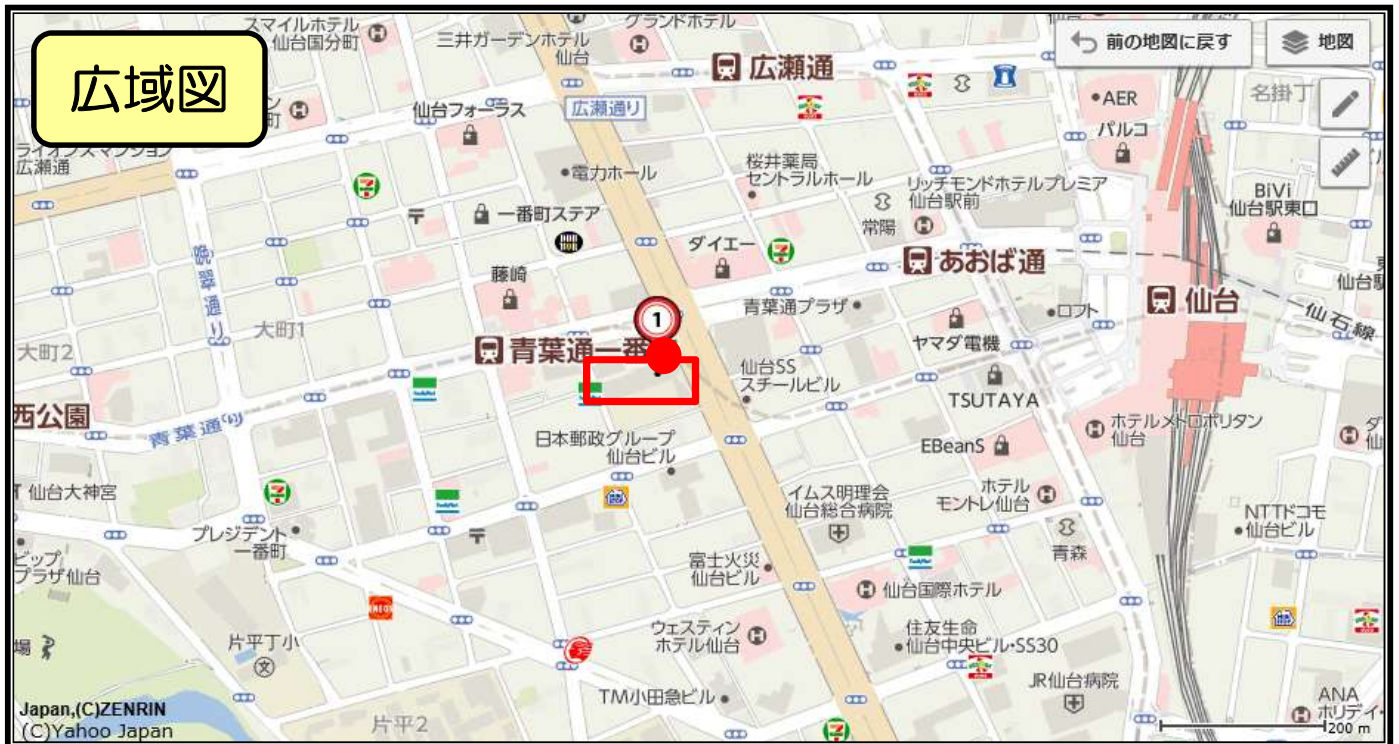 広域図
スマイルホテル
仙台国分町
三井ガーデンホテル
仙台
グランドホテル
広瀬通
前の地図に戻す
地図
仙台フォーラス
広瀬通り
AER
名掛丁
パルコ
ライオンズマンション
広瀬通
電力ホール
桜井薬局
セントラルホール
リッチモンドホテルプレミア
仙台駅前
BiVi
仙台駅東口
一番町ステア
常陽
晩翠通り
藤崎
ダイエー
あおば通
仙台
仙石線
大町1
大町2
1
青葉通プラザ
ロフト
ヤマダ電機
青葉通一番
仙台SS
スチールビル
TSUTAYA
西公園
青葉通り
日本郵政グループ
仙台ビル
EBeanS
ホテルメトロポリタン
仙台
仙台大神宮
イムス明理会
仙台総合病院
ホテル
モントレ仙台
NTTドコモ
仙台ビル
プレジデント
一番町
青森
プラザ仙台
富士火災
仙台ビル
仙台国際ホテル
ENEOS
片平丁小
文
ウェスティン
ホテル仙台
住友生命
仙台中央ビル・SS30
TM小田急ビル
JR仙台病院
ANA
ホリデイ
片平2
Japan,(C)ZENRIN
(C)Yahoo Japan
200 m